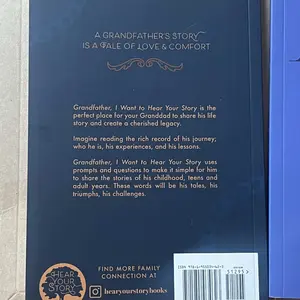 A GRANDFATHER'S STORY
IS A TALE OF LOVE & COMFORT
Grandfather, I Want to Hear Your Story is the
perfect place for your Granddad to share his life
story and create a cherished legacy.
Imagine reading the rich record of his journey;
who he is, his experiences, and his lessons.
Grandfather, I Want to Hear Your Story uses
prompts and questions to make it simple for him
to share the stories of his childhood, teens and
adult years. These words will be his tales, his
triumphs, his challenges.
HEAR
YOUR
STORY
FIND MORE FAMILY
CONNECTION AT
hearyourstorybooks